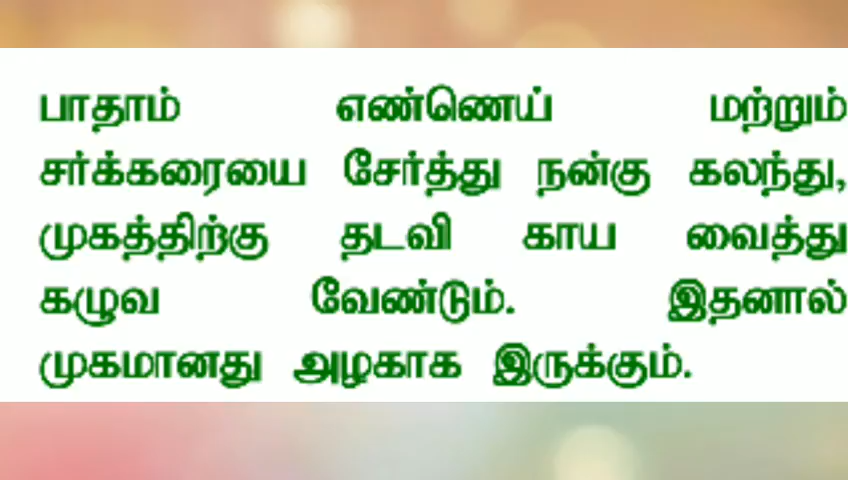 பாதாம் எண்ணெய் மற்றும்
சர்க்கரையை சேர்த்து நன்கு கலந்து,
முகத்திற்கு தடவி காய வைத்து
கழுவ வேண்டும். இதனால்
முகமானது அழகாக இருக்கும்.